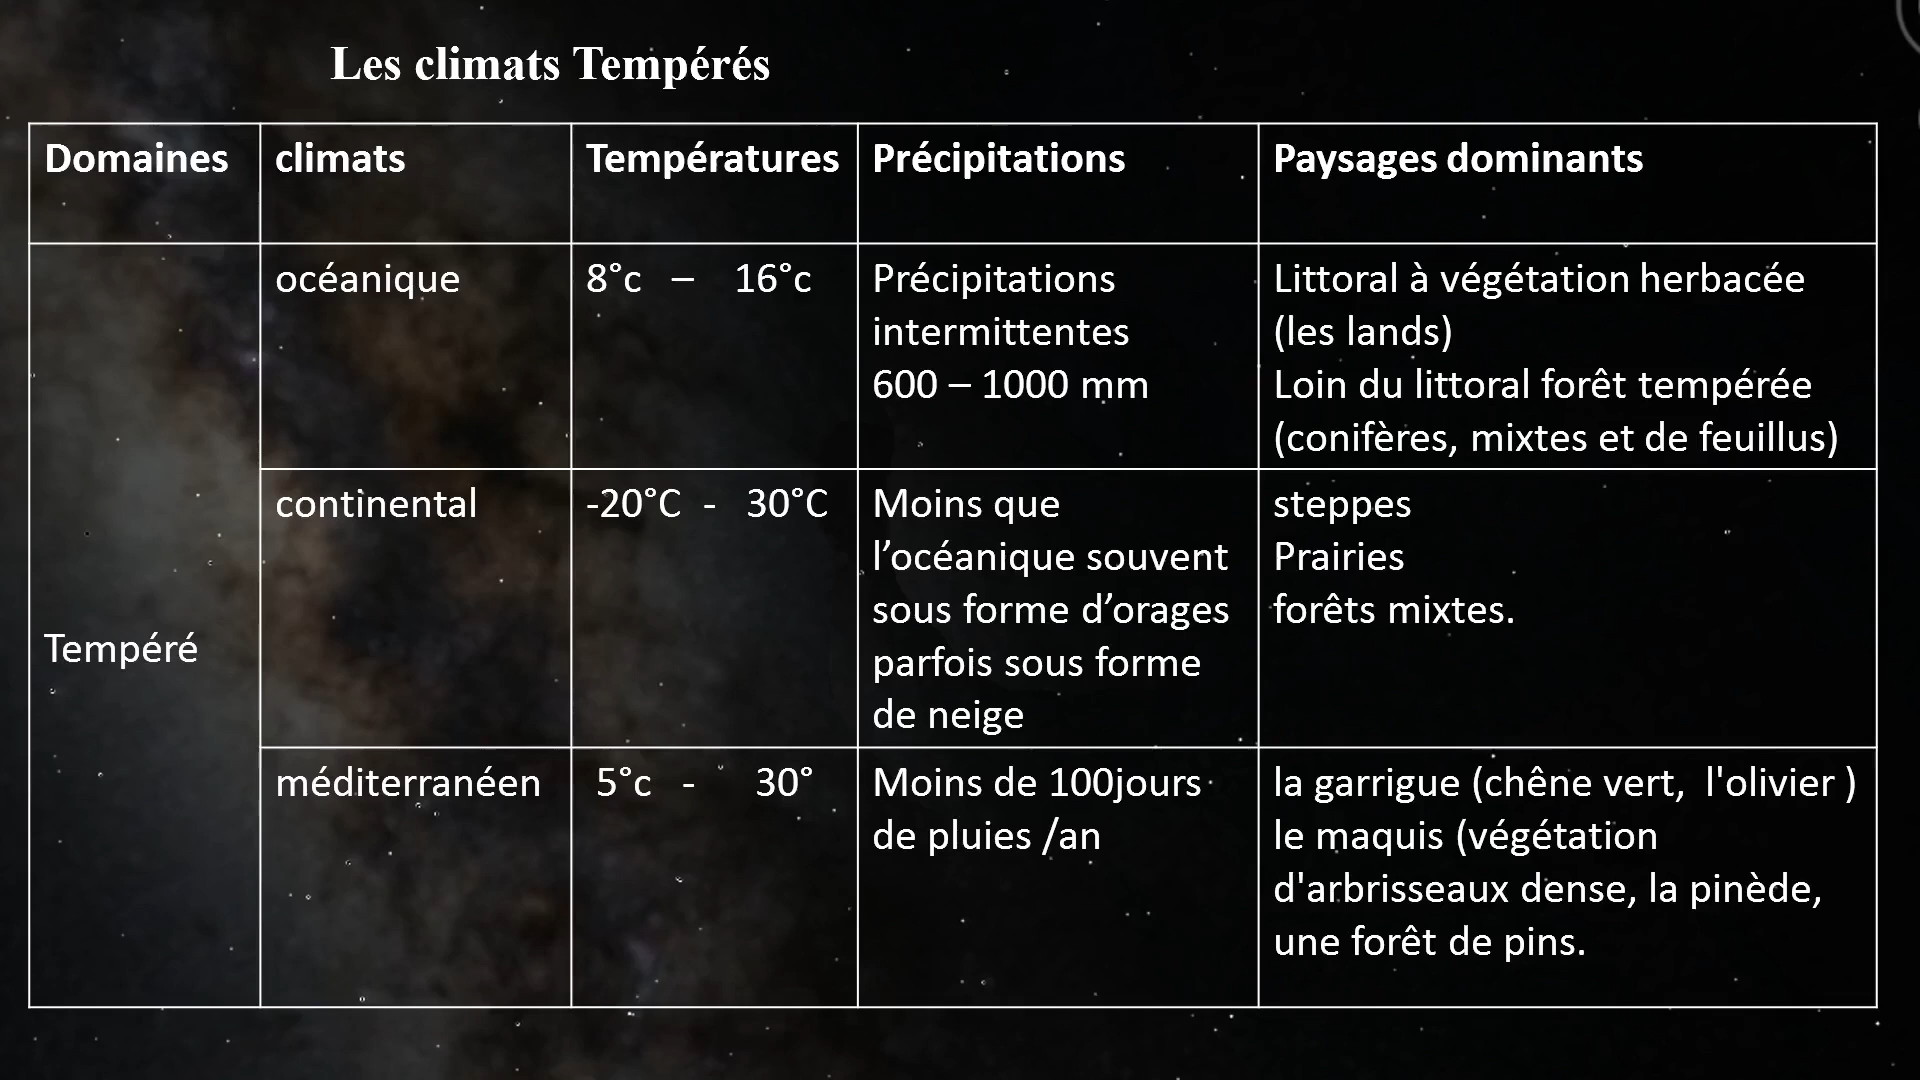 Les climats Tempérés
Domaines
climats
Températures
Précipitations
Paysages dominants
Tempéré
océanique
8°c – 16°c
Précipitations
intermittentes
600 – 1000 mm
Littoral à végétation herbacée
(les lands)
Loin du littoral forêt tempérée
(conifères, mixtes et de feuillus)
continental
-20°C - 30°C
Moins que
l’océanique souvent
sous forme d’orages
parfois sous forme
de neige
steppes
Prairies
forêts mixtes.
méditerranéen
5°c - 30°
Moins de 100jours
de pluies /an
la garrigue (chêne vert, l'olivier )
le maquis (végétation
d'arbrisseaux dense, la pinède,
une forêt de pins.